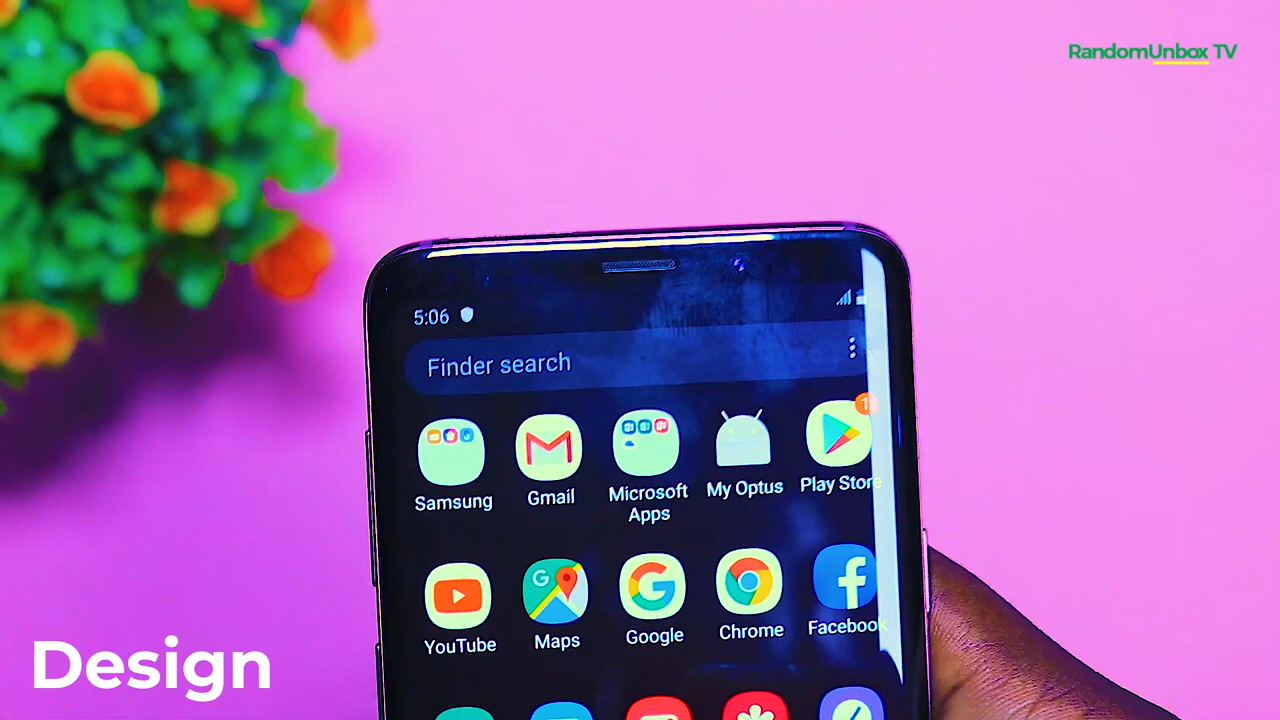 RandomUnbox TV
5:06
Finder search
1
Samsung
Gmail
Microsoft
Apps
My Optus
Play Store
G
YouTube
Maps
Google
Chrome
Facebook
Design